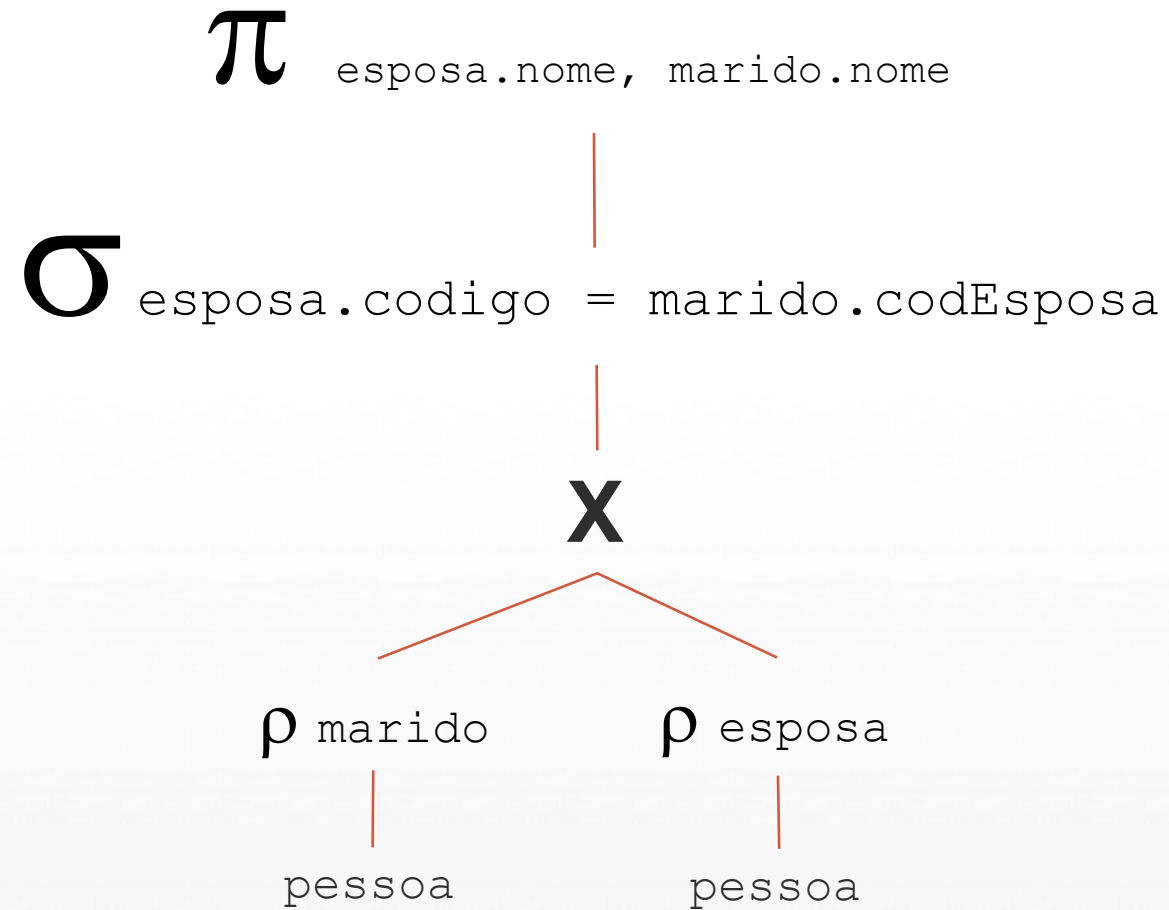 π esposa.nome, marido.nome
σ esposa.codigo = marido.codEsposa
X
ρ marido ρ esposa
pessoa pessoa